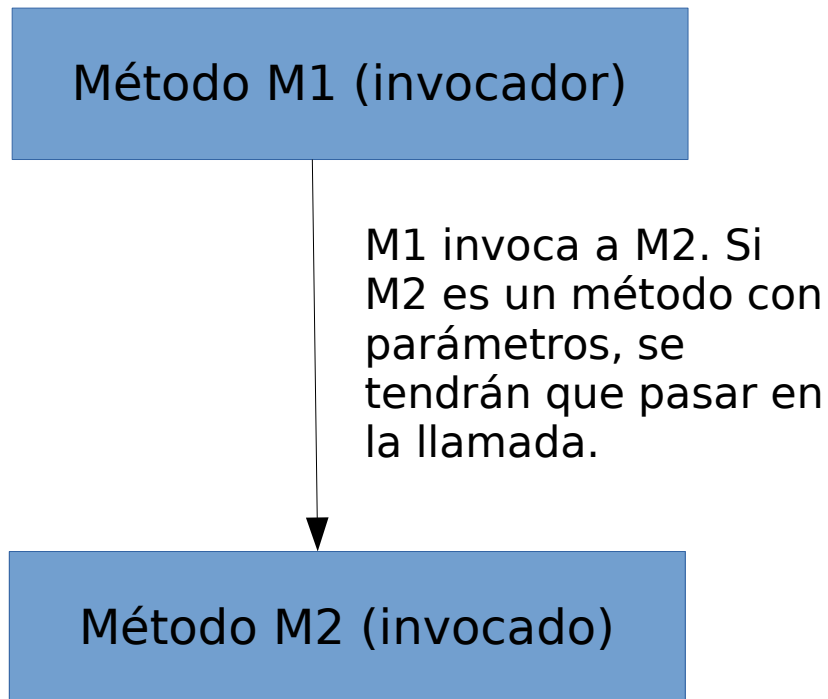 Método M1 (invocador)
M1 invoca a M2. Si
M2 es un método con
parámetros, se
tendrán que pasar en
la llamada.
Método M2 (invocado)